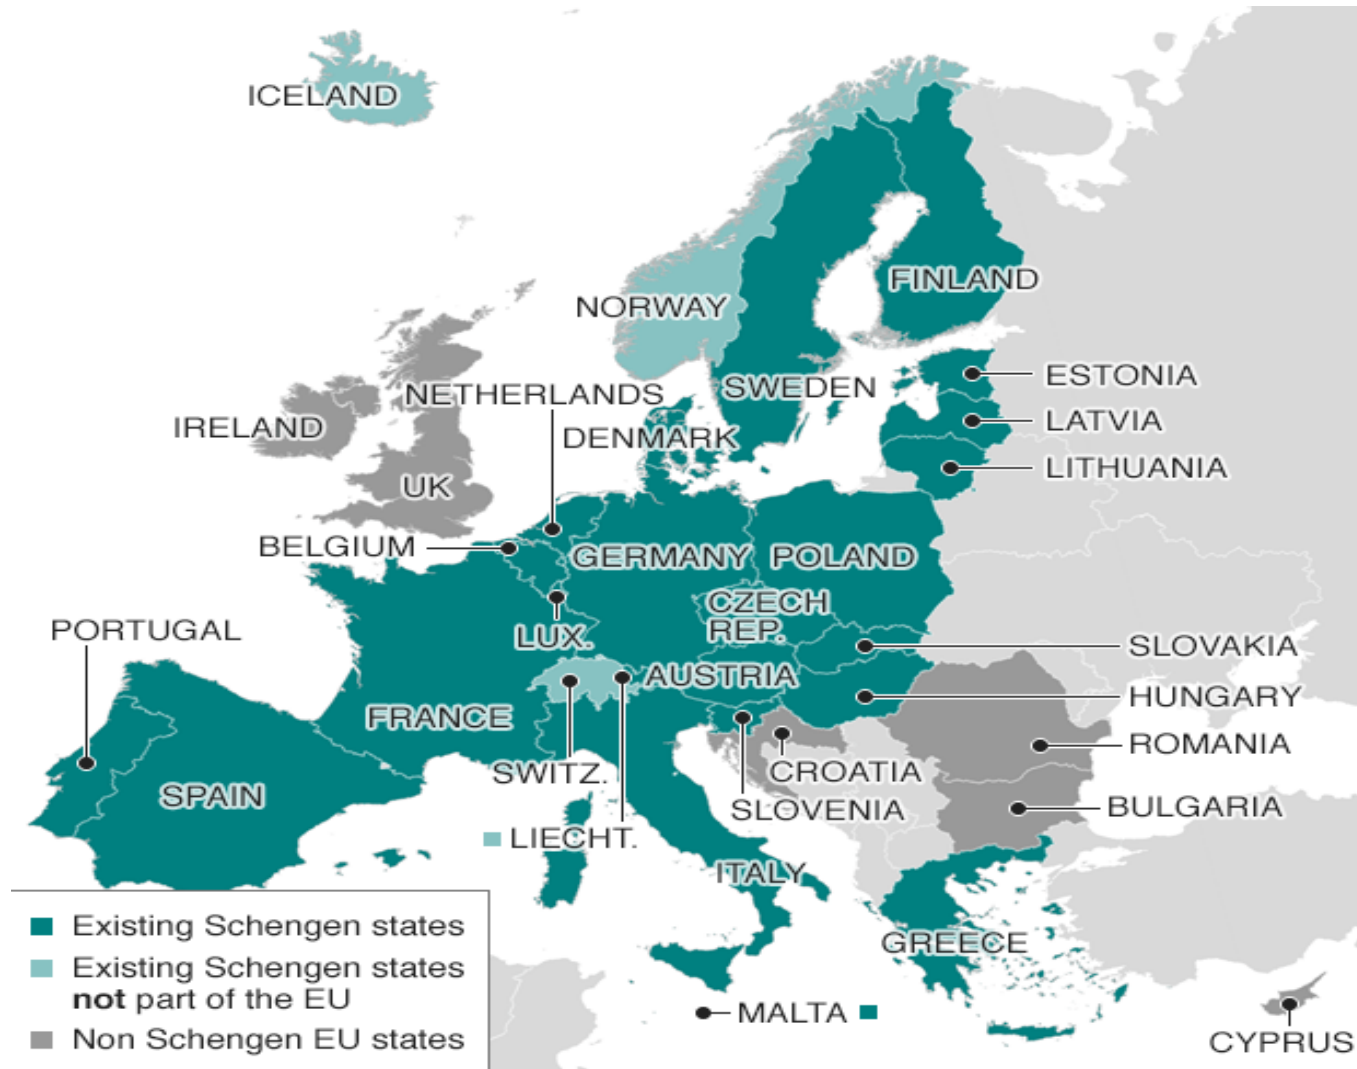 ICELAND
FINLAND
NORWAY
ESTONIA
SWEDEN
NETHERLANDS
LATVIA
IRELAND
DENMARK
LITHUANIA
UK
BELGIUM
GERMANY
POLAND
CZECH
REP.
PORTUGAL
LUX.
SLOVAKIA
AUSTRIA
HUNGARY
FRANCE
ROMANIA
SWITZ.
CROATIA
SPAIN
SLOVENIA
BULGARIA
LIECHT.
ITALY
GREECE
MALTA
CYPRUS
Existing Schengen states
Existing Schengen states
not part of the EU
Non Schengen EU states